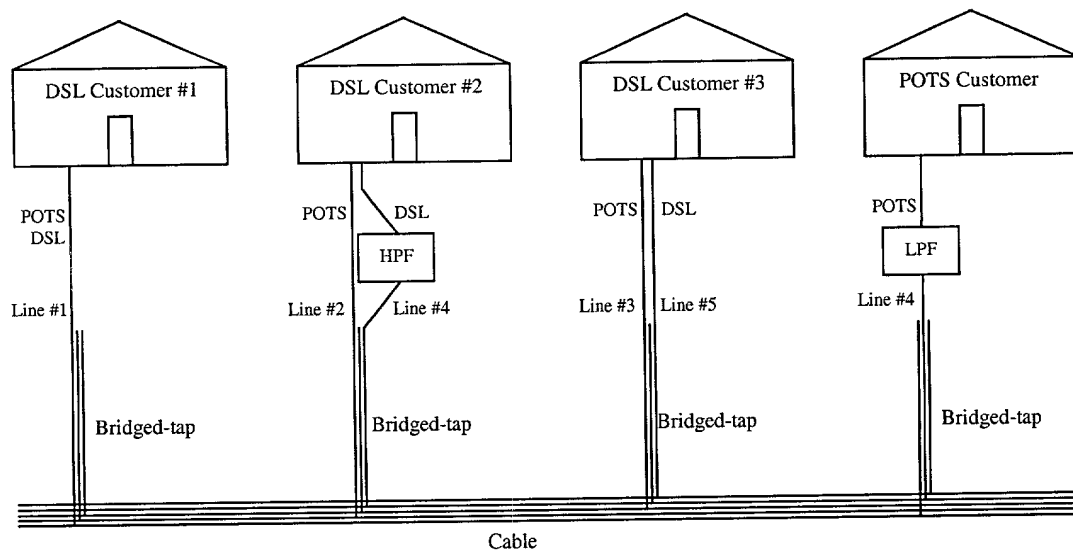 DSL Customer #1
DSL Customer #2
DSL Customer #3
POTS Customer
POTS
DSL
POTS
DSL
POTS
DSL
POTS
HPF
LPF
Line #1
Line #2
Line #4
Line #3
Line #5
Line #4
Bridged-tap
Bridged-tap
Bridged-tap
Bridged-tap
Cable